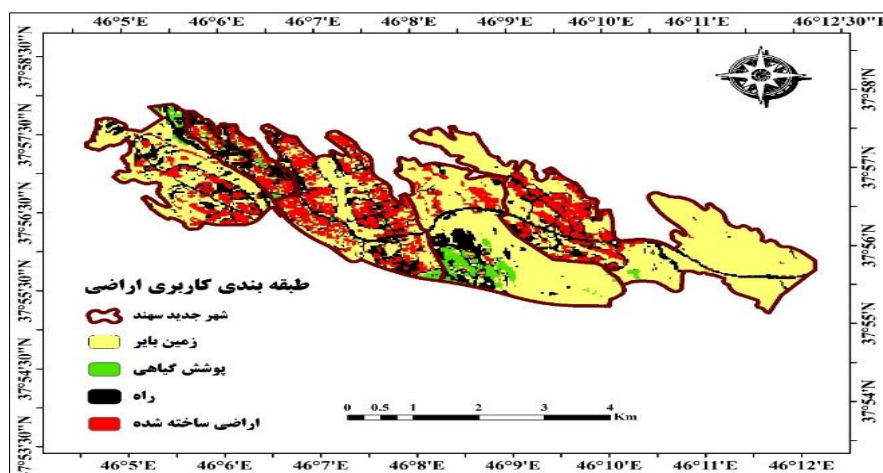 46°5'E 46°6'E 46°7'E 46°8'E 46°9'E 46°10'E 46°11'E 46°12'30"E
37°58'30"N
37°57'30"N
37°56'30"N
37°55'30"N
37°54'30"N
37°53'30"N
37°58'N
37°57'N
37°56'N
37°55'N
37°54'N
طبقه بندی کاربری اراضی
شهر جدید سهند
زمین بایر
پوشش گیاهی
راه
اراضی ساخته شده
0 0.5 1 2 3 4
Km
46°5'E 46°6'E 46°7'E 46°8'E 46°9'E 46°10'E 46°11'E 46°12'E